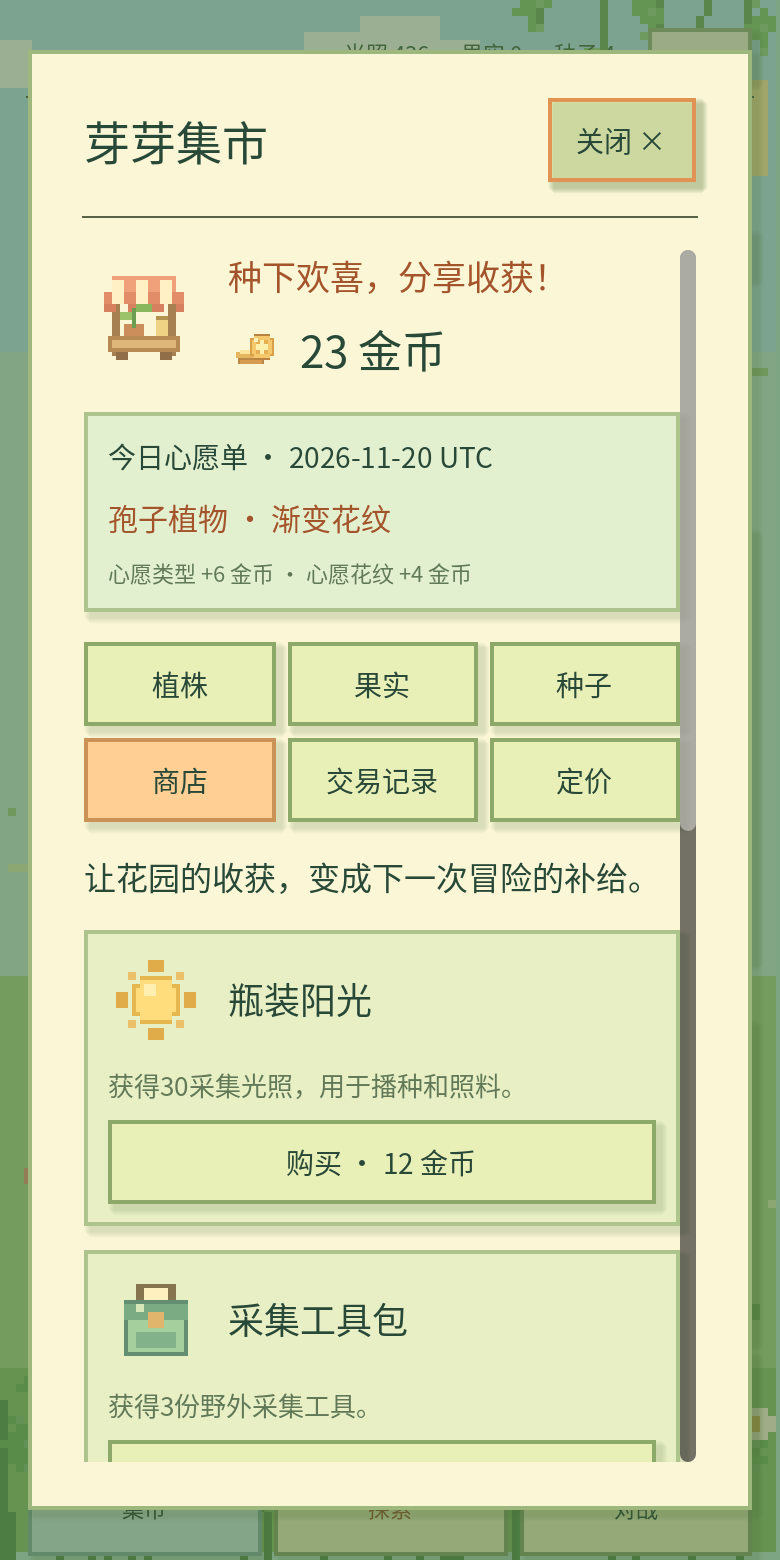 芽芽集市
关闭 ×
种下欢喜，分享收获！
23 金币
今日心愿单 · 2026-11-20 UTC
孢子植物 · 渐变花纹
心愿类型 +6 金币 · 心愿花纹 +4 金币
植株
果实
种子
商店
交易记录
定价
让花园的收获，变成下一次冒险的补给。
瓶装阳光
获得30采集光照，用于播种和照料。
购买 · 12 金币
采集工具包
获得3份野外采集工具。
集市
探索
对战